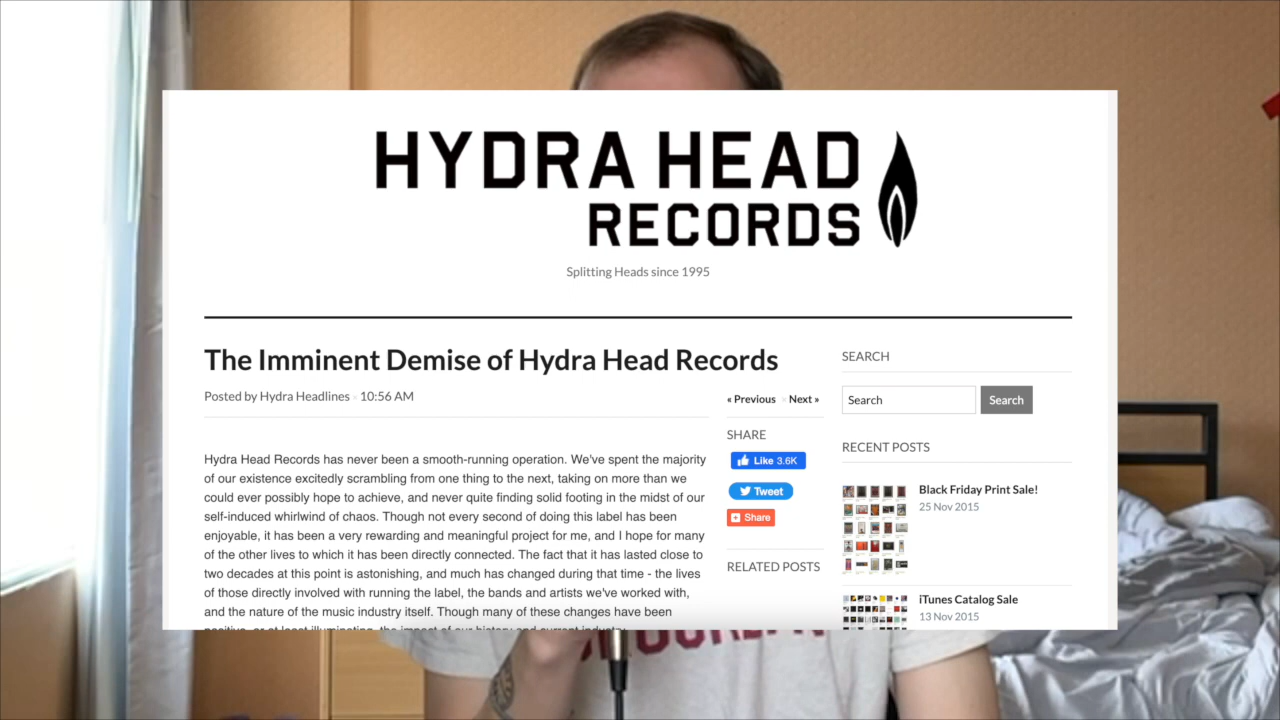 HYDRA HEAD
RECORDS
Splitting Heads since 1995
The Imminent Demise of Hydra Head Records
Posted by Hydra Headlines 10:56 AM
« Previous Next »
Hydra Head Records has never been a smooth-running operation. We've spent the majority
of our existence excitedly scrambling from one thing to the next, taking on more than we
could ever possibly hope to achieve, and never quite finding solid footing in the midst of our
self-induced whirlwind of chaos. Though not every second of doing this label has been
enjoyable, it has been a very rewarding and meaningful project for me, and I hope for many
of the other lives to which it has been directly connected. The fact that it has lasted close to
two decades at this point is astonishing, and much has changed during that time - the lives
of those directly involved with running the label, the bands and artists we've worked with,
and the nature of the music industry itself. Though many of these changes have been
SHARE
Like 3.6K
Tweet
Share
RELATED POSTS
SEARCH
Search Search
RECENT POSTS
Black Friday Print Sale!
25 Nov 2015
iTunes Catalog Sale
13 Nov 2015